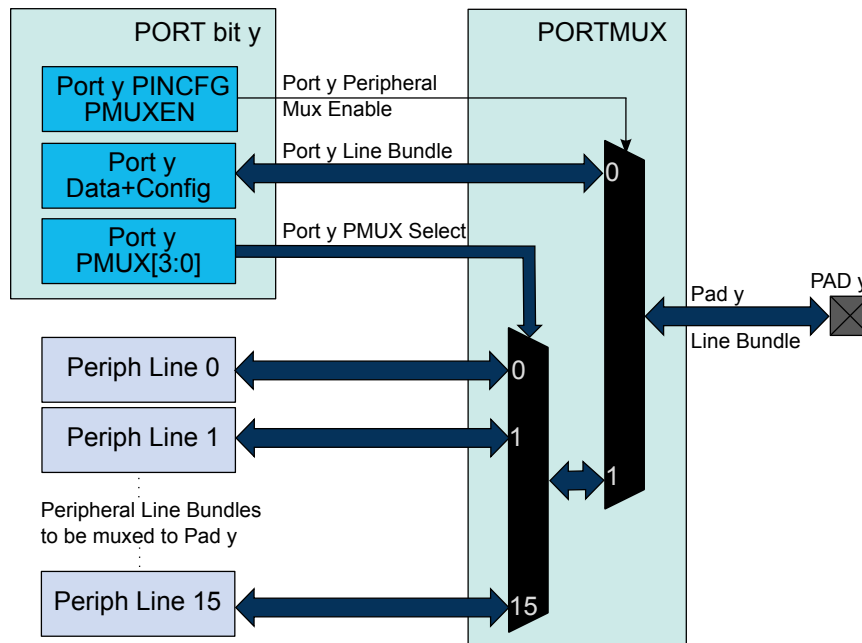 PORT bit y
PORTMUX
Port y PINCFG
PMUXEN
Port y Peripheral
Mux Enable
Port y
Data+Config
Port y Line Bundle
0
Port y
PMUX[3:0]
Port y PMUX Select
Pad y
Line Bundle
PAD y
Periph Line 0
0
Periph Line 1
1
1
Peripheral Line Bundles
to be muxed to Pad y
Periph Line 15
15